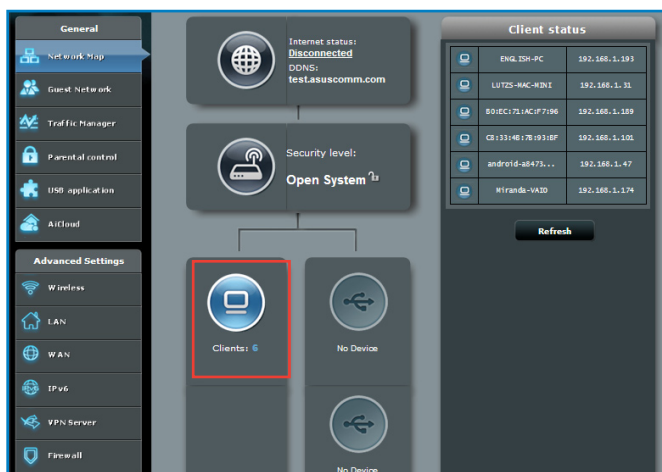 General
Network Map
Guest Network
Traffic Manager
Parental control
USB application
AiCloud
Advanced Settings
Wireless
LAN
WAN
IPv6
VPN Server
Firewall
Internet status:
Disconnected
DDNS:
test.asuscomm.com
Security level:
Open System
Clients: 6
No Device
No Device
Client status
ENGLISH-PC 192.168.1.193
LUTZS-MAC-MINI 192.168.1.31
B0:EC:71:AC:F7:96 192.168.1.189
C8:33:4B:7B:93:BF 192.168.1.101
android-a8473... 192.168.1.47
Miranda-VAIO 192.168.1.174
Refresh